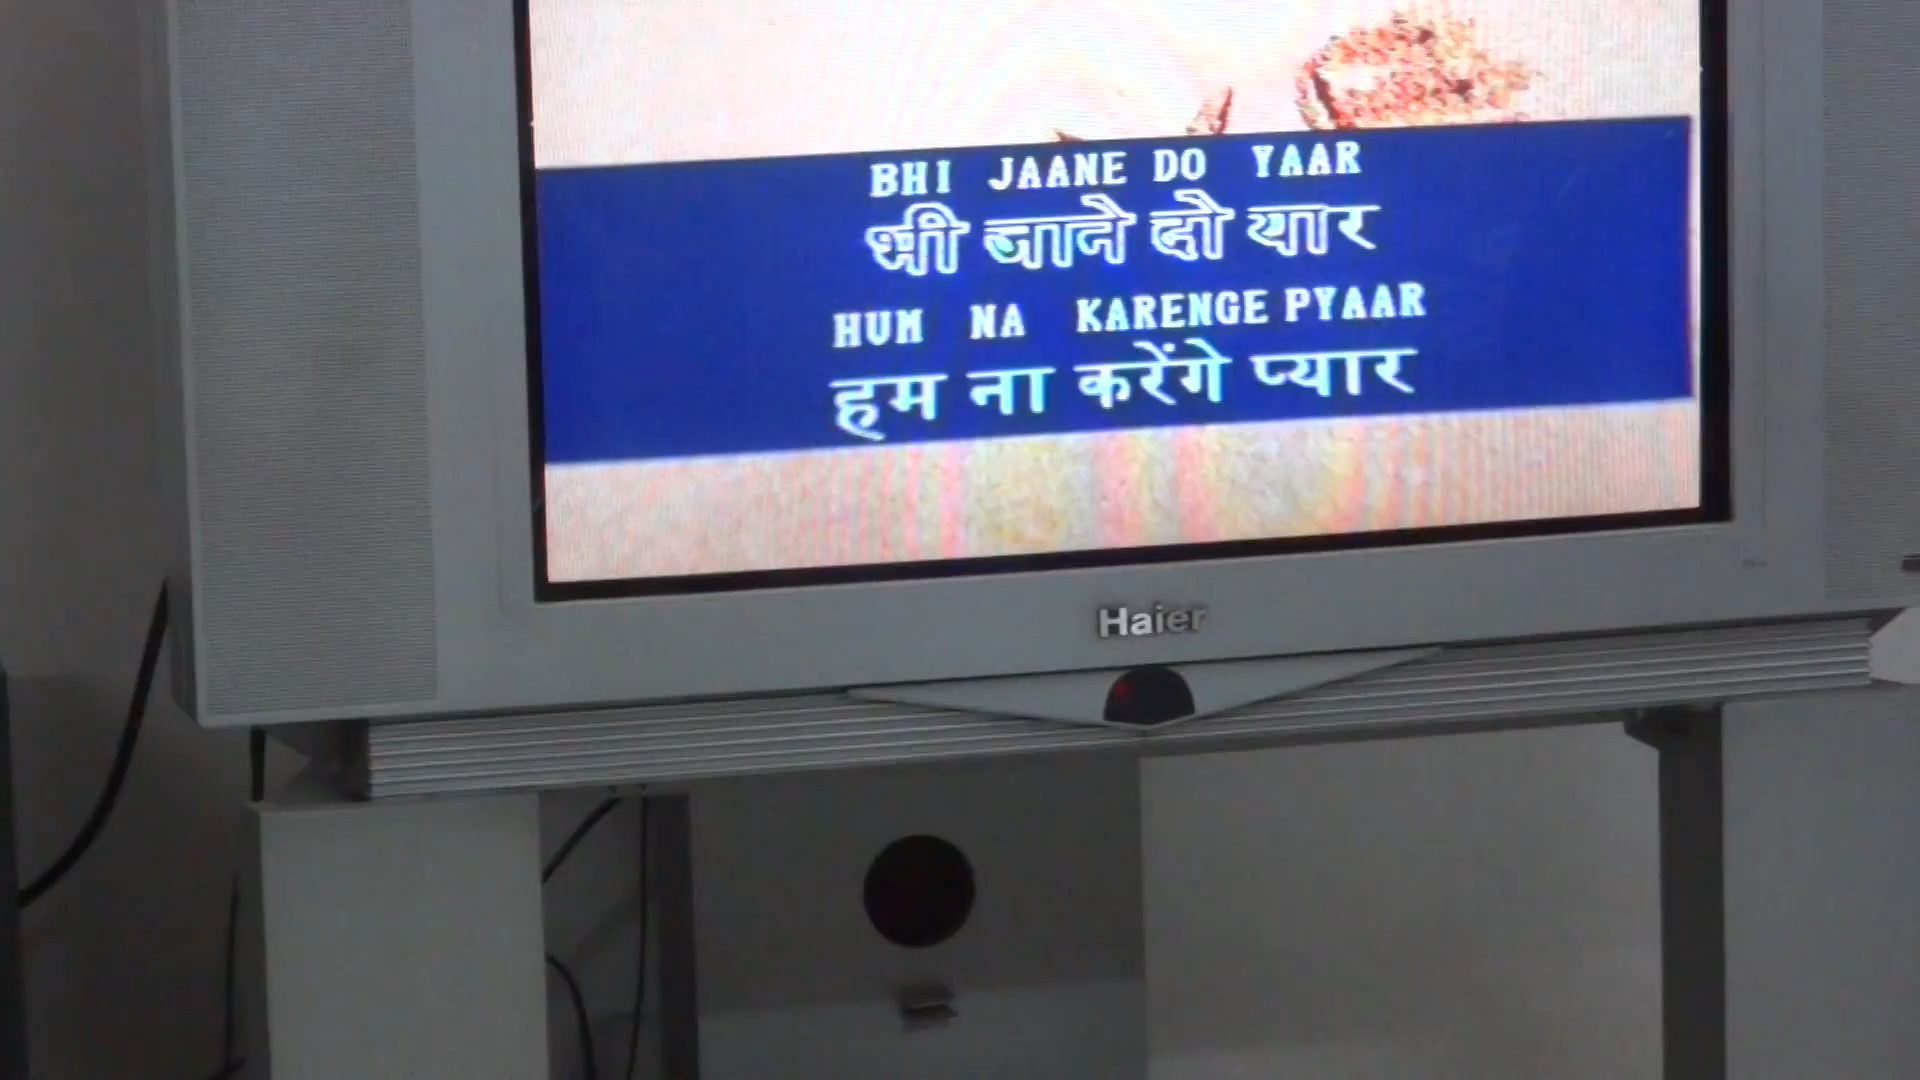 BHI JAANE DO YAAR
भी जाने दो यार
HUM NA KARENGE PYAAR
हम ना करेंगे प्यार
Haier